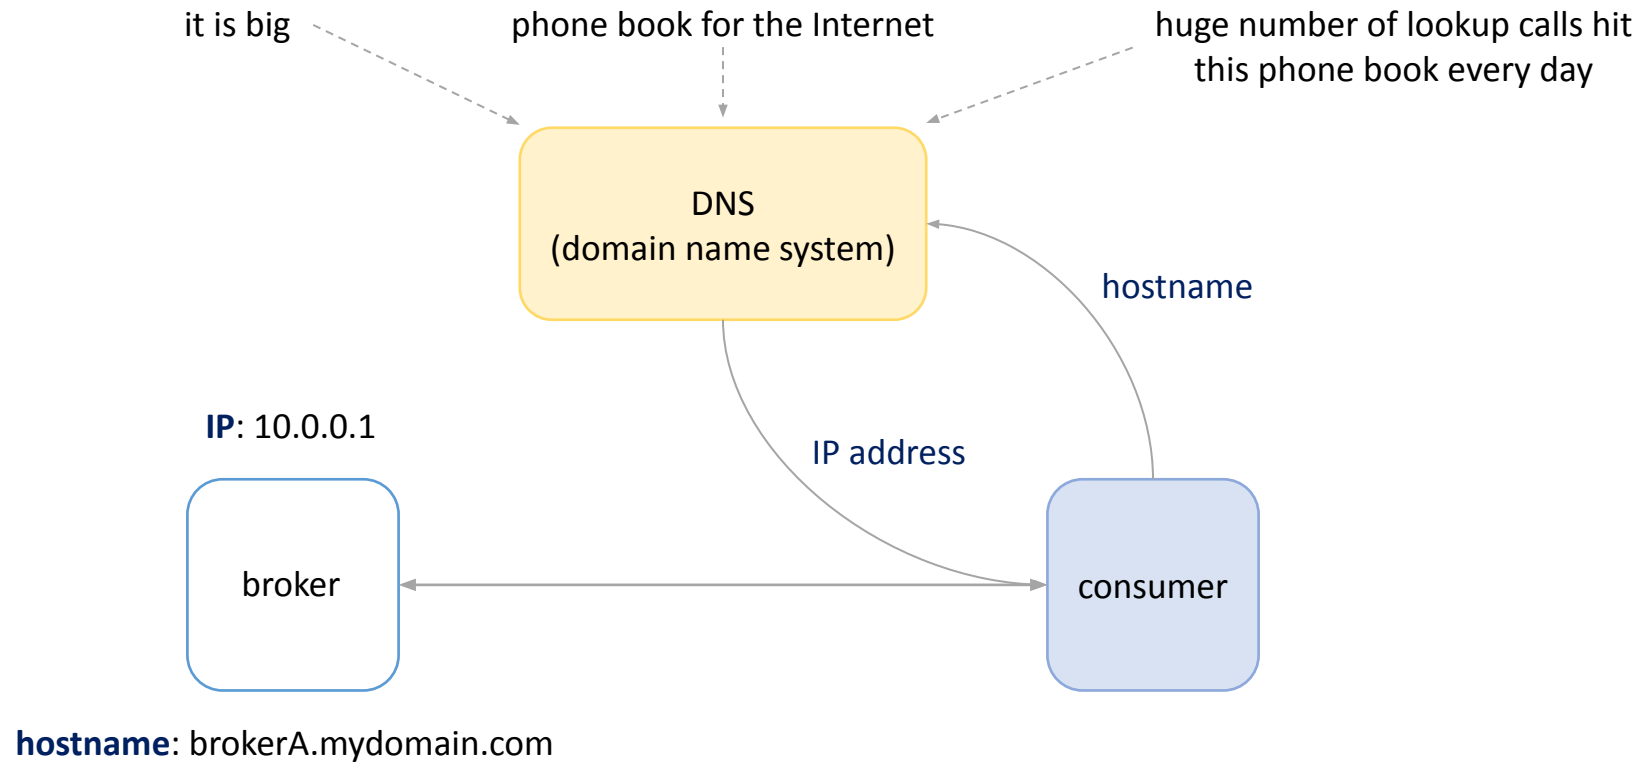 it is big
phone book for the Internet
huge number of lookup calls hit
this phone book every day
DNS
(domain name system)
hostname
IP: 10.0.0.1
IP address
broker
consumer
hostname: brokerA.mydomain.com